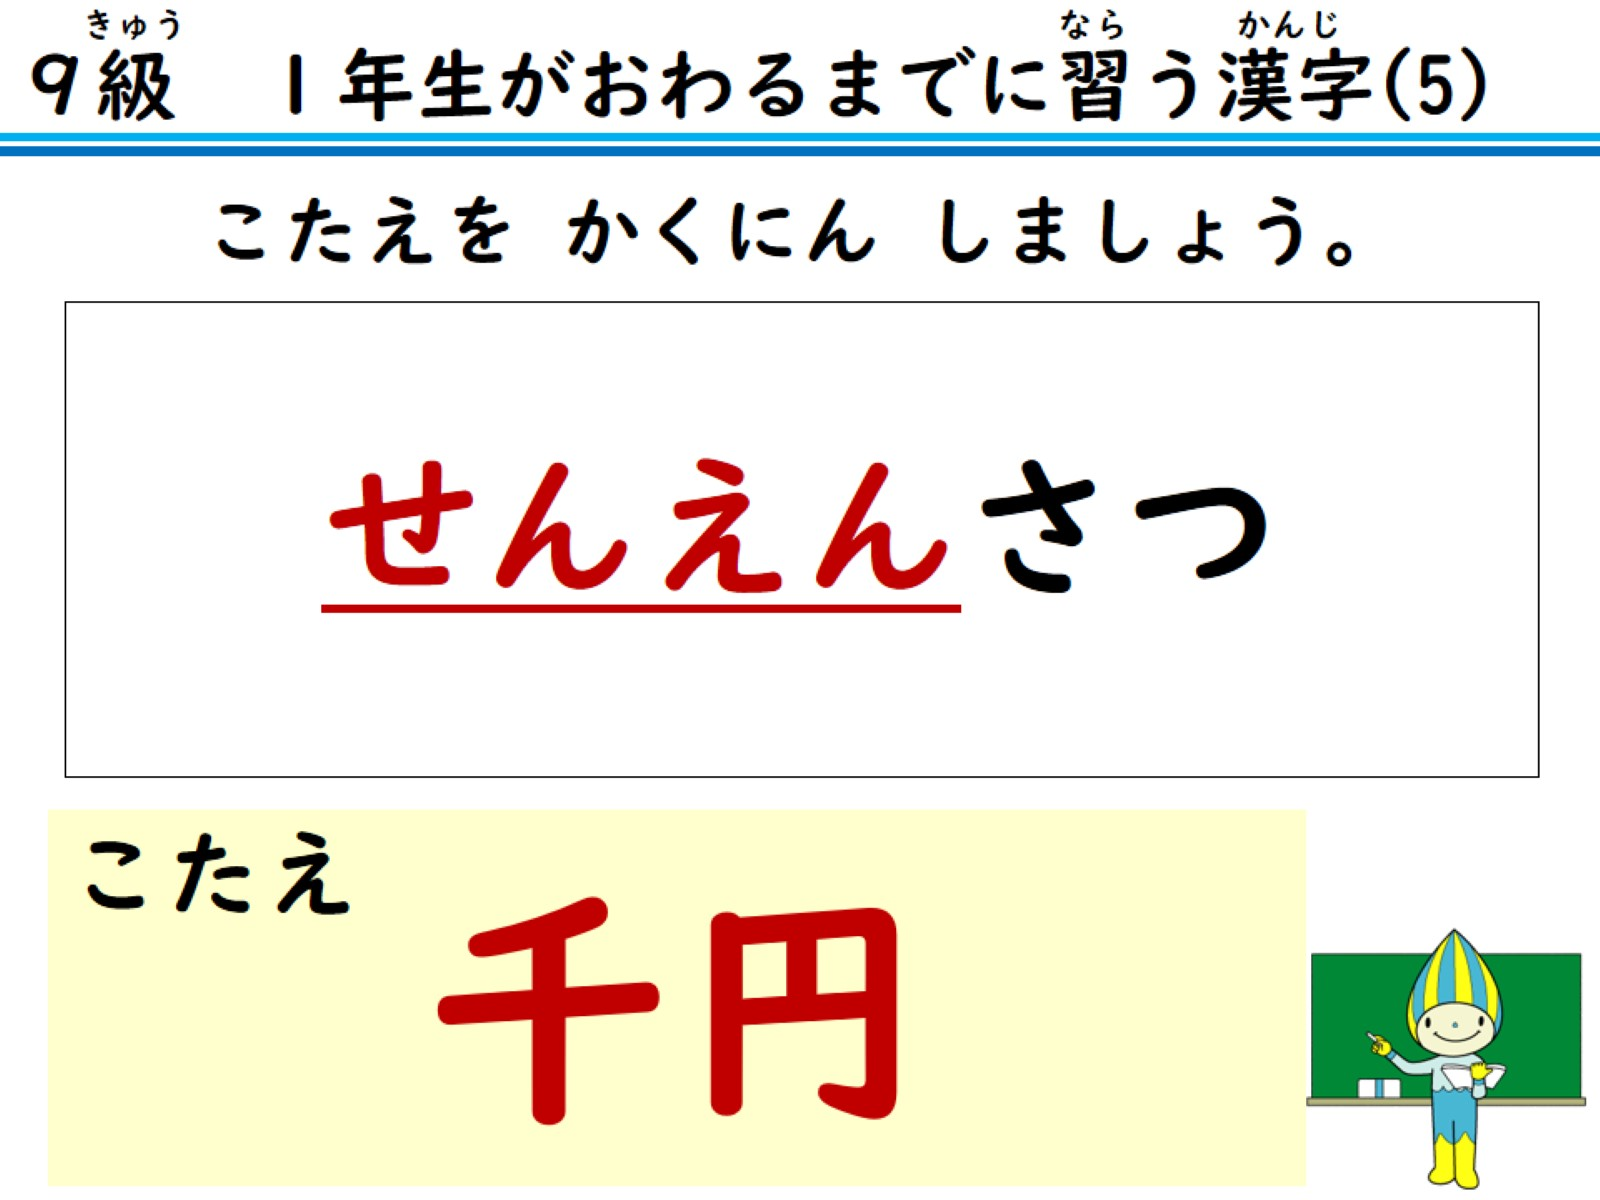 きゅう なら かんじ
9級 1年生がおわるまでに習う漢字(5)
こたえを かくにん しましょう。
せんえんさつ
こたえ
千円